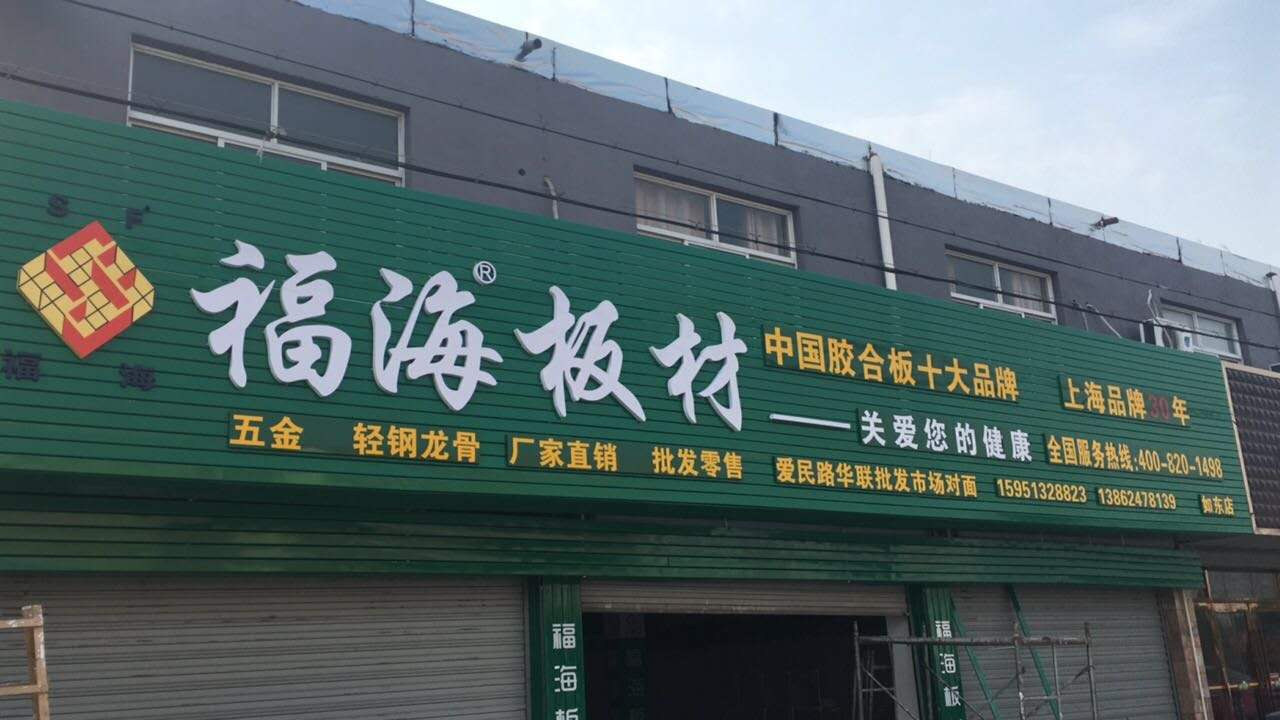 S F
福海
福海®板材
中国胶合板十大品牌 上海品牌30年
——关爱您的健康
全国服务热线:400-820-1498
五金 轻钢龙骨 厂家直销 批发零售
爱民路华联批发市场对面 15951328823 13862478139 如东店
福海板
福海板